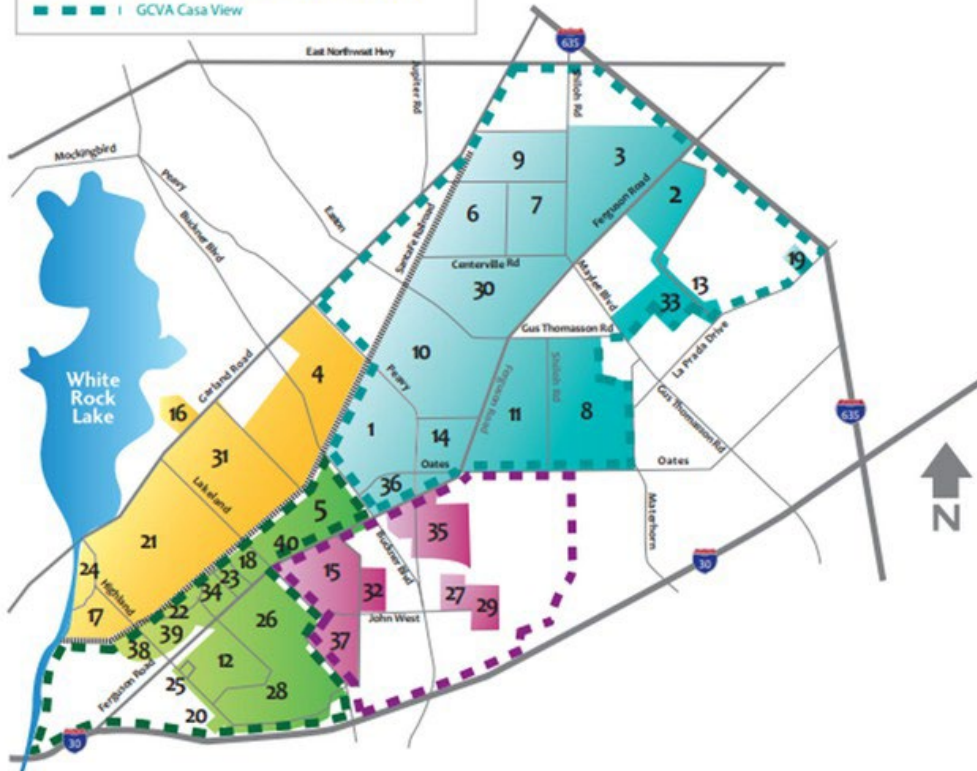 GCVA Casa View
635
East Northwset Hwy
Jupiter Rd
Shiloh Rd
Mockingbird
Peavy
Buckner Blvd
Easton
Santa Fe Railroad
9
3
2
6
7
Ferguson Road
Centerville Rd
30
Maylee Blvd
19
13
33
Gus Thomasson Rd
La Prada Drive
White
Rock
Lake
Garland Road
4
10
Peavy
Ferguson Road
Shiloh Rd
11
8
Gus Thomasson Rd
635
16
31
1
14
Oates
Oates
Lakeland
36
5
35
Materhorn
N
21
40
Buckner Blvd
24
18
23
15
32
27
29
30
Highland
34
26
John West
17
22
39
37
38
12
Ferguson Road
25
28
20
30